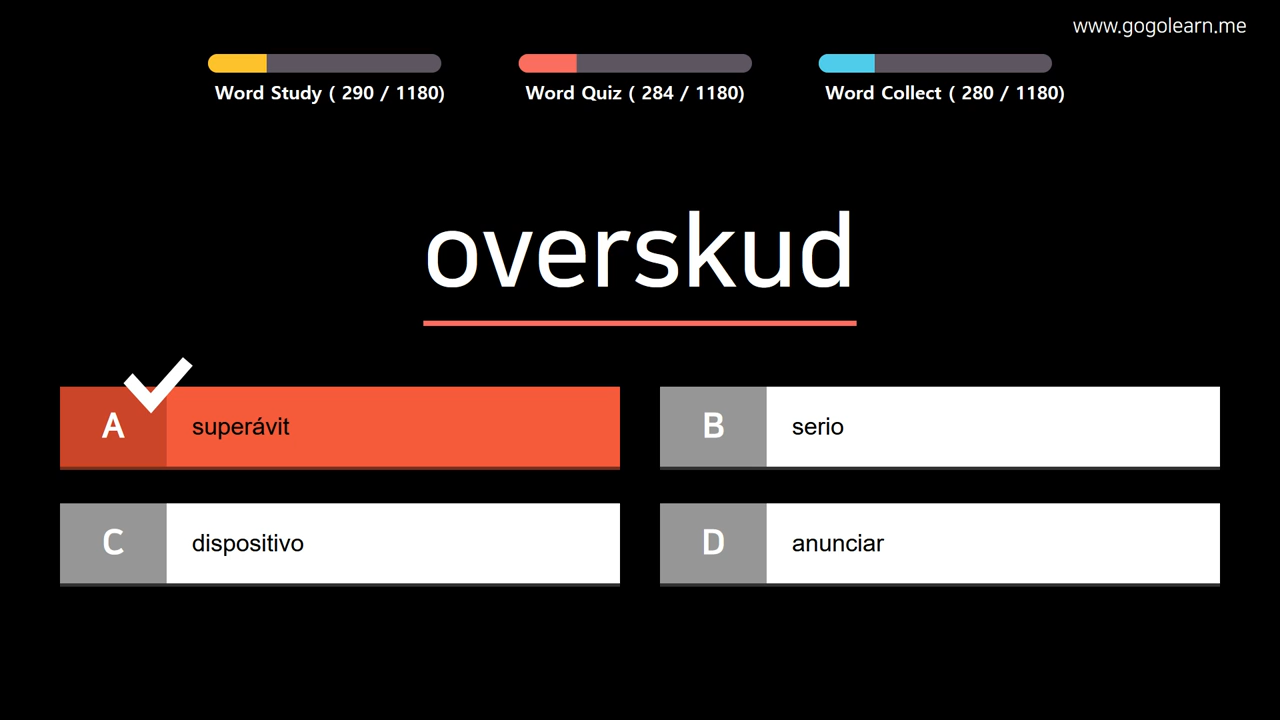 www.gogolearn.me
Word Study ( 290 / 1180)
Word Quiz ( 284 / 1180)
Word Collect ( 280 / 1180)
overskud
A superávit
B serio
C dispositivo
D anunciar